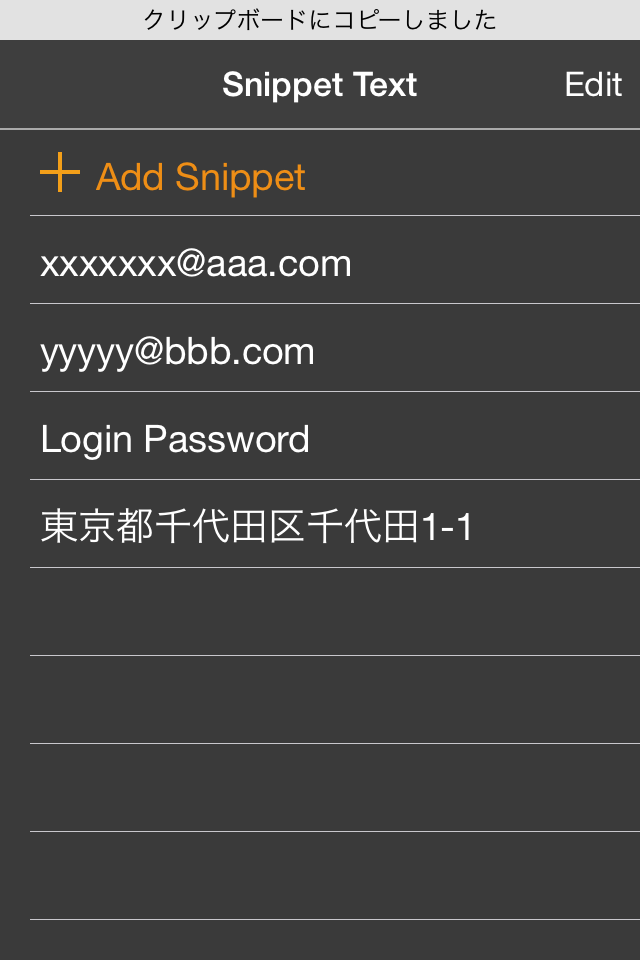 クリップボードにコピーしました
Snippet Text
Edit
Add Snippet
xxxxxxx@aaa.com
yyyyy@bbb.com
Login Password
東京都千代田区千代田1-1